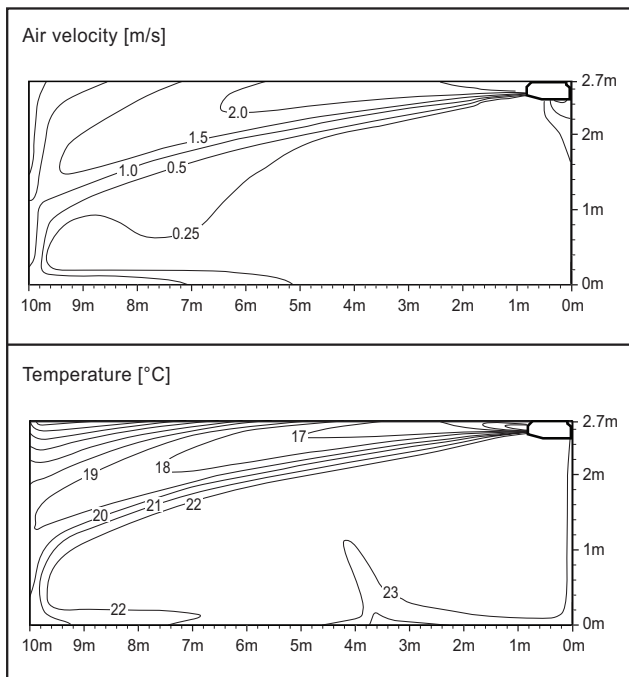 Air velocity [m/s]
2.7m
2.0
2m
1.5
1.0 0.5
1m
0.25
0m
10m 9m 8m 7m 6m 5m 4m 3m 2m 1m 0m
Temperature [°C]
2.7m
17
18
19
2m
20 21 22
1m
23
22
0m
10m 9m 8m 7m 6m 5m 4m 3m 2m 1m 0m